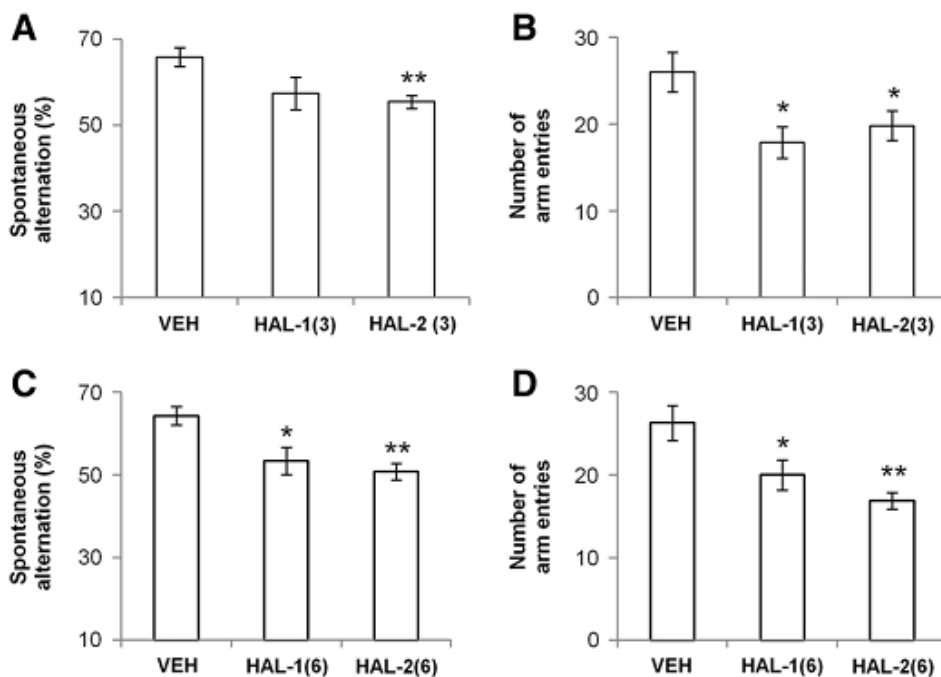 A
Spontaneous
alternation (%)
70
50
30
10
**
VEH HAL-1(3) HAL-2 (3)
B
Number of
arm entries
30
20
10
0
* *
VEH HAL-1(3) HAL-2(3)
C
Spontaneous
alternation (%)
70
50
30
10
* **
VEH HAL-1(6) HAL-2(6)
D
Number of
arm entries
30
20
10
0
* **
VEH HAL-1(6) HAL-2(6)